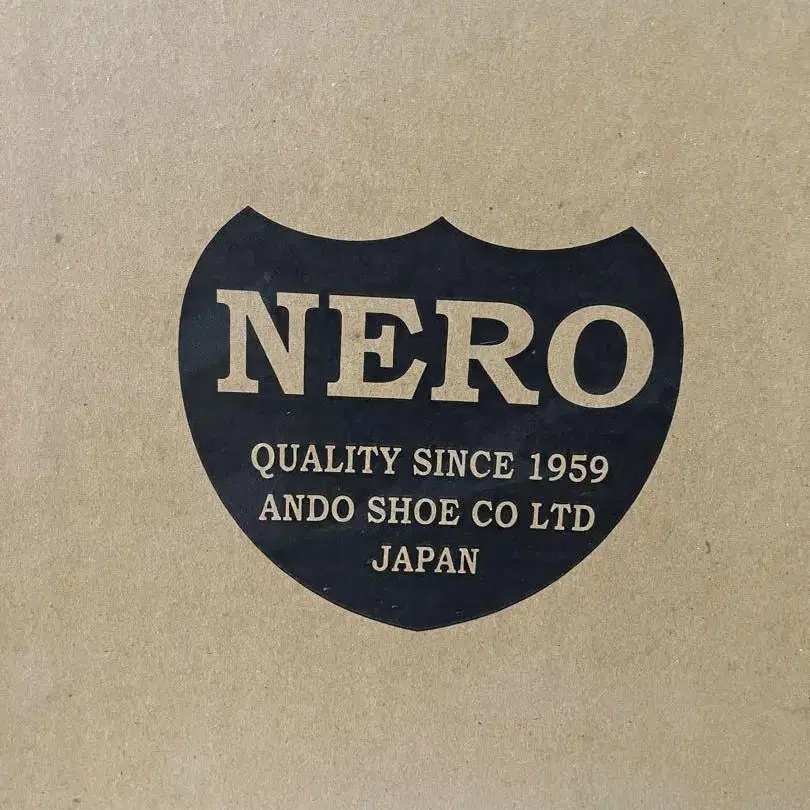 NERO
QUALITY SINCE 1959
ANDO SHOE CO LTD
JAPAN